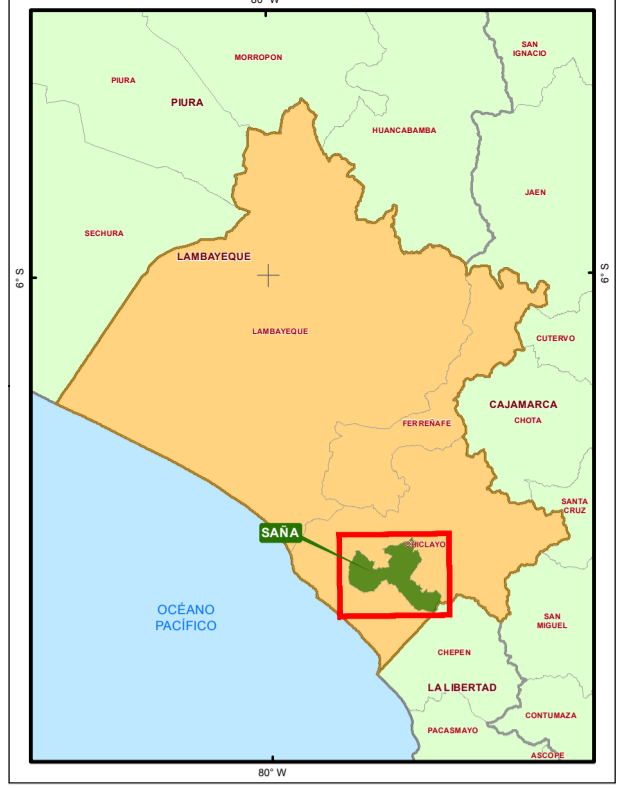 80° W
SAN
IGNACIO
MORROPON
PIURA
PIURA
HUANCABAMBA
JAEN
SECHURA
LAMBAYEQUE
6° S
6° S
LAMBAYEQUE
CUTERVO
CAJAMARCA
CHOTA
FERREÑAFE
SANTA
CRUZ
SAÑA
CHICLAYO
OCÉANO
PACÍFICO
SAN
MIGUEL
CHEPEN
LA LIBERTAD
CONTUMAZA
PACASMAYO
ASCOPE
80° W